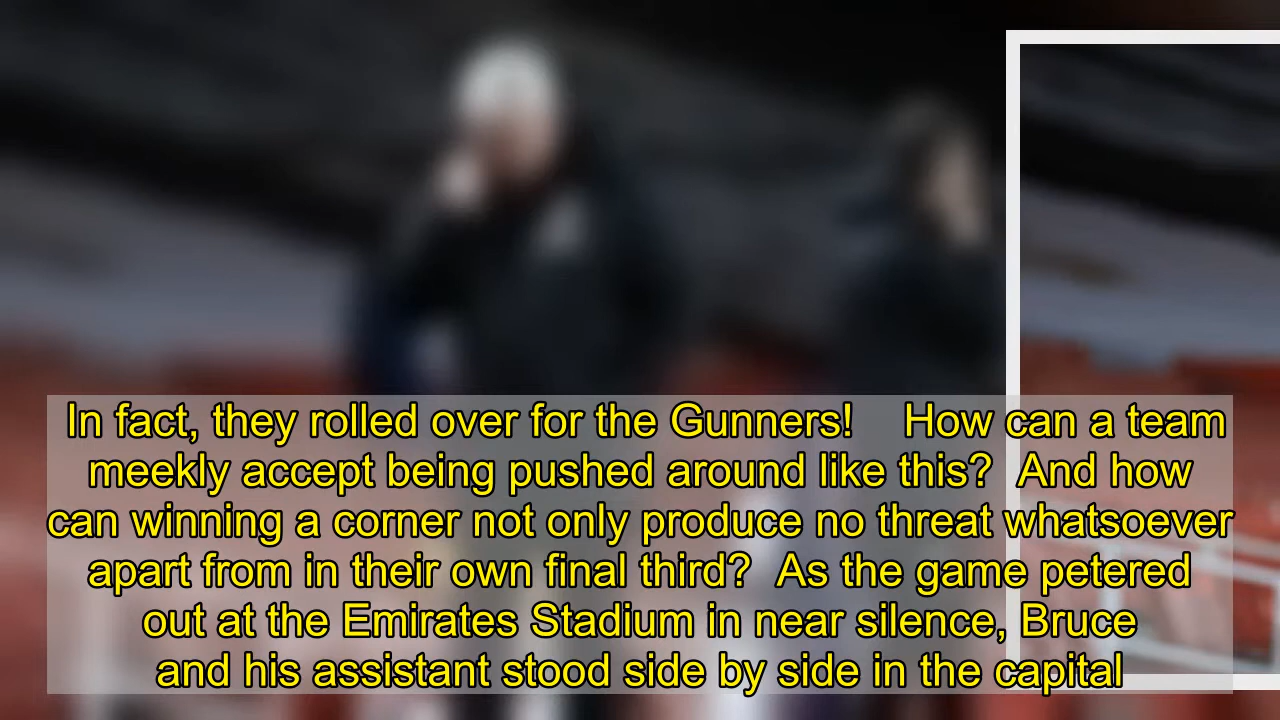 In fact, they rolled over for the Gunners!    How can a team
meekly accept being pushed around like this?  And how
can winning a corner not only produce no threat whatsoever
apart from in their own final third?  As the game petered
out at the Emirates Stadium in near silence, Bruce
and his assistant stood side by side in the capital